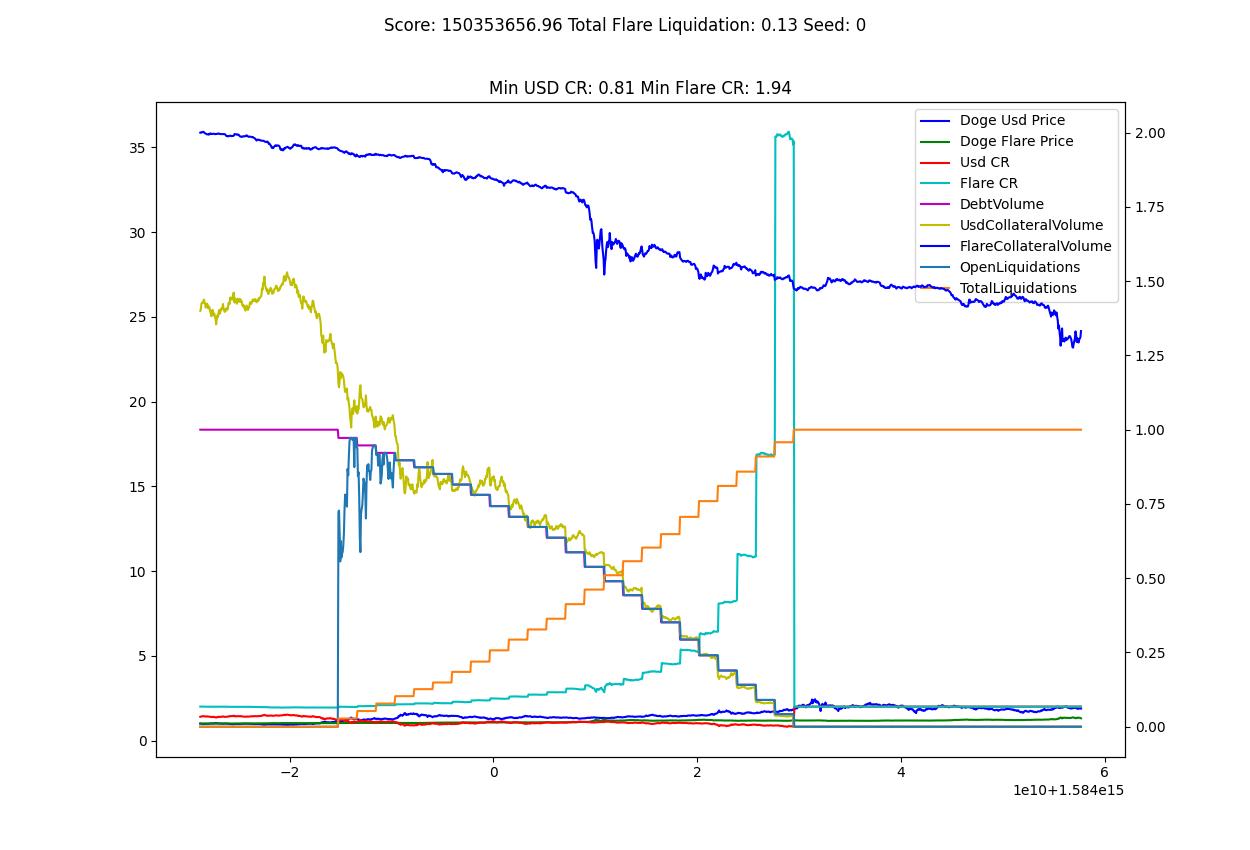 Score: 150353656.96 Total Flare Liquidation: 0.13 Seed: 0
Min USD CR: 0.81 Min Flare CR: 1.94
Doge Usd Price
Doge Flare Price
Usd CR
Flare CR
DebtVolume
UsdCollateralVolume
FlareCollateralVolume
OpenLiquidations
TotalLiquidations
35
30
25
20
15
10
5
0
2.00
1.75
1.50
1.25
1.00
0.75
0.50
0.25
0.00
−2
0
2
4
6
1e10+1.584e15